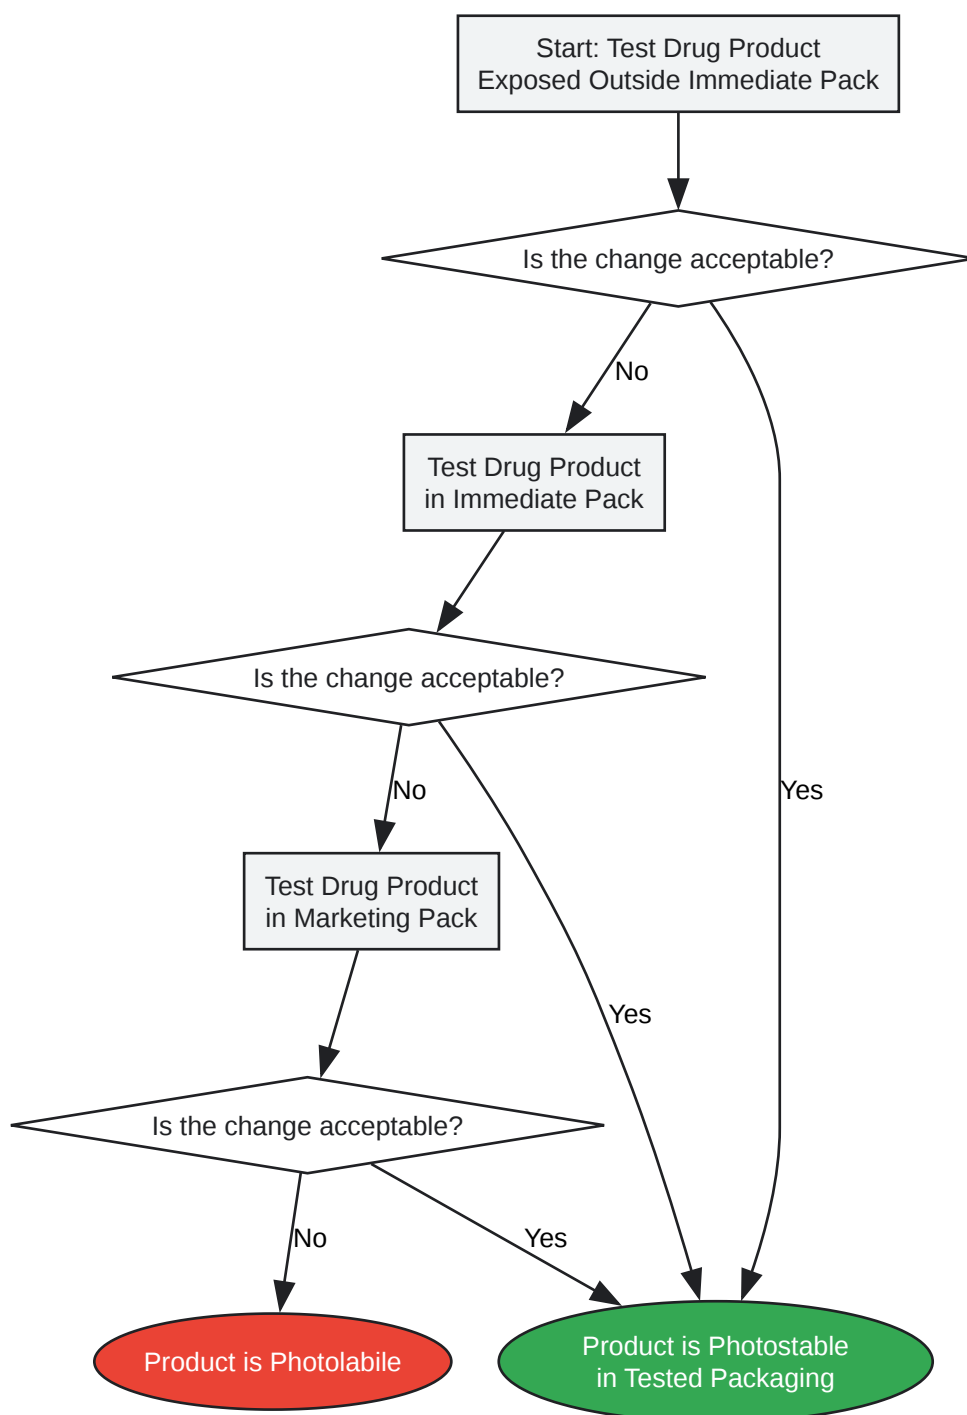 Start: Test Drug Product
Exposed Outside Immediate Pack
Is the change acceptable?
No
Test Drug Product
in Immediate Pack
Is the change acceptable?
No
Yes
Test Drug Product
in Marketing Pack
Yes
Is the change acceptable?
No
Yes
Product is Photolabile
Product is Photostable
in Tested Packaging